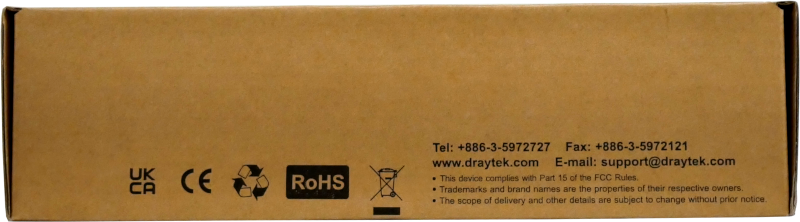 Tel: +886-3-5972727 Fax: +886-3-5972121
www.draytek.com E-mail: support@draytek.com
• This device complies with Part 15 of the FCC Rules.
• Trademarks and brand names are the properties of their respective owners.
• The scope of delivery and other details are subject to change without prior notice.
UK
CA
CE
RoHS